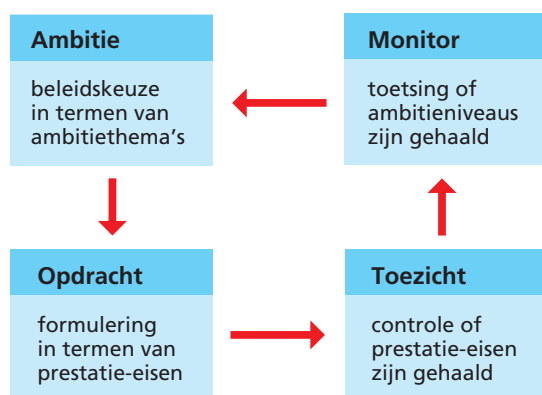 Ambitie
beleidskeuze
in termen van
ambitiethema's
Monitor
toetsing of
ambitieniveaus
zijn gehaald
Opdracht
formulering
in termen van
prestatie-eisen
Toezicht
controle of
prestatie-eisen
zijn gehaald